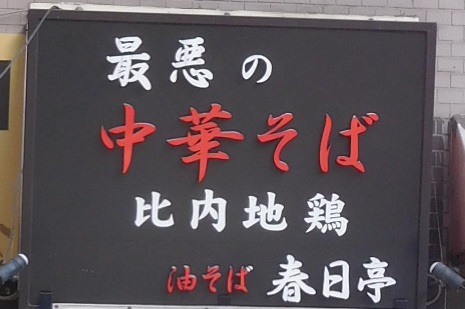 最悪の
中華そば
比内地鶏
油そば 春日亭